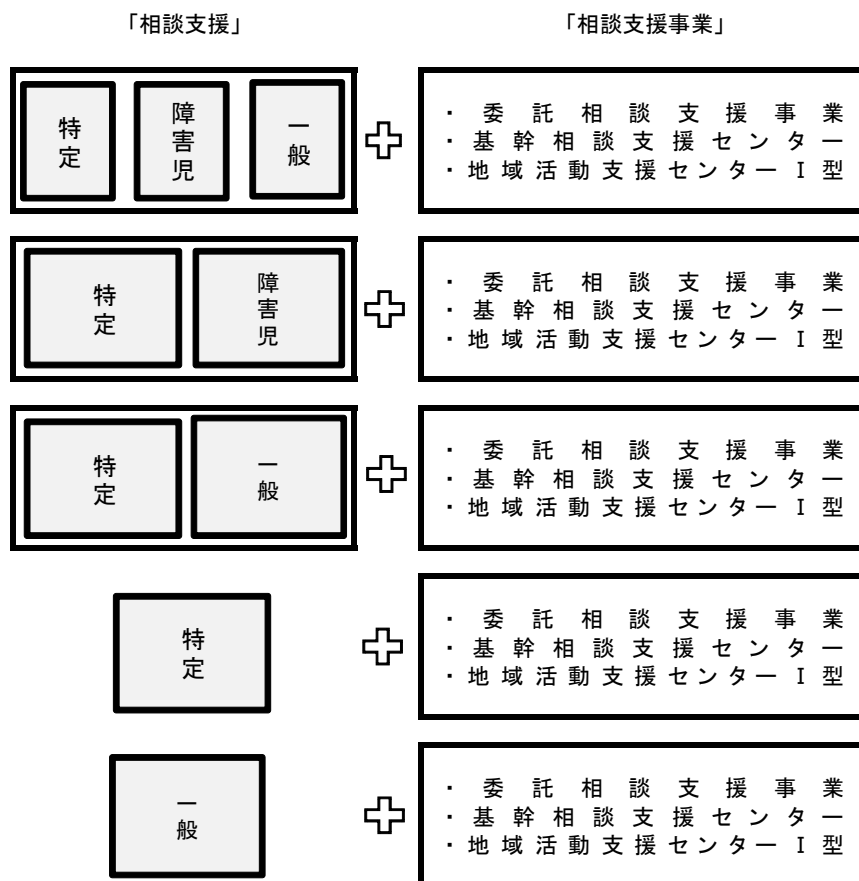 「相談支援」 「相談支援事業」
特定 障害児 一般
・委託相談支援事業
・基幹相談支援センター
・地域活動支援センターⅠ型
特定 障害児
・委託相談支援事業
・基幹相談支援センター
・地域活動支援センターⅠ型
特定 一般
・委託相談支援事業
・基幹相談支援センター
・地域活動支援センターⅠ型
特定
・委託相談支援事業
・基幹相談支援センター
・地域活動支援センターⅠ型
一般
・委託相談支援事業
・基幹相談支援センター
・地域活動支援センターⅠ型